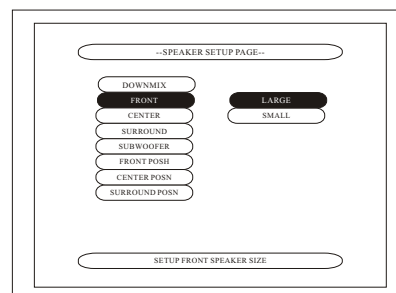 --SPEAKER SETUP PAGE--
DOWNMIX
FRONT
LARGE
CENTER
SMALL
SURROUND
SUBWOOFER
FRONT POSH
CENTER POSN
SURROUND POSN
SETUP FRONT SPEAKER SIZE